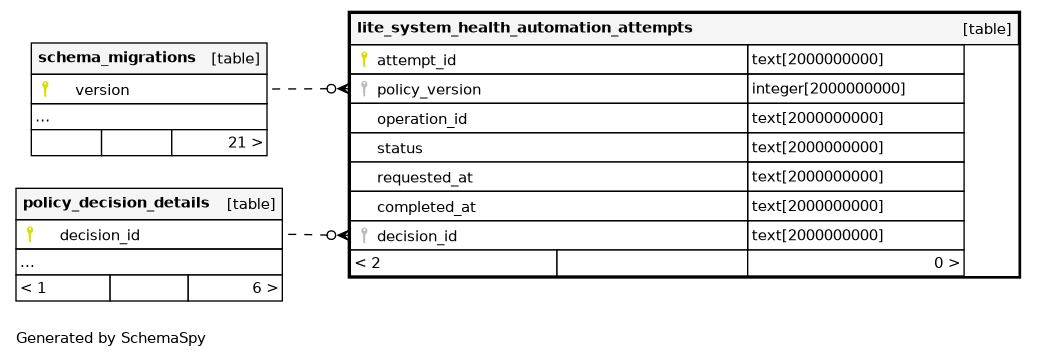 lite_system_health_automation_attempts [table]
schema_migrations [table]
attempt_id text[2000000000]
version
policy_version integer[2000000000]
...
operation_id text[2000000000]
21 >
status text[2000000000]
requested_at text[2000000000]
policy_decision_details [table]
completed_at text[2000000000]
decision_id
decision_id text[2000000000]
...
< 2 0 >
< 1 6 >
Generated by SchemaSpy